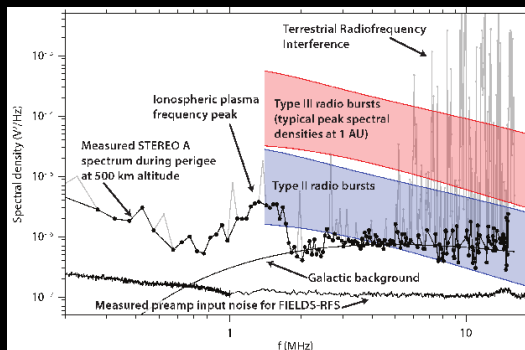 Terrestrial Radiofrequency
Interference
Ionospheric plasma
frequency peak
Type III radio bursts
(typical peak spectral
densities at 1 AU)
Measured STEREO A
spectrum during perigee
at 500 km altitude
Type II radio bursts
Galactic background
Measured preamp input noise for FIELDS-RFS
Spectral density (V²/Hz)
1
10
f (MHz)